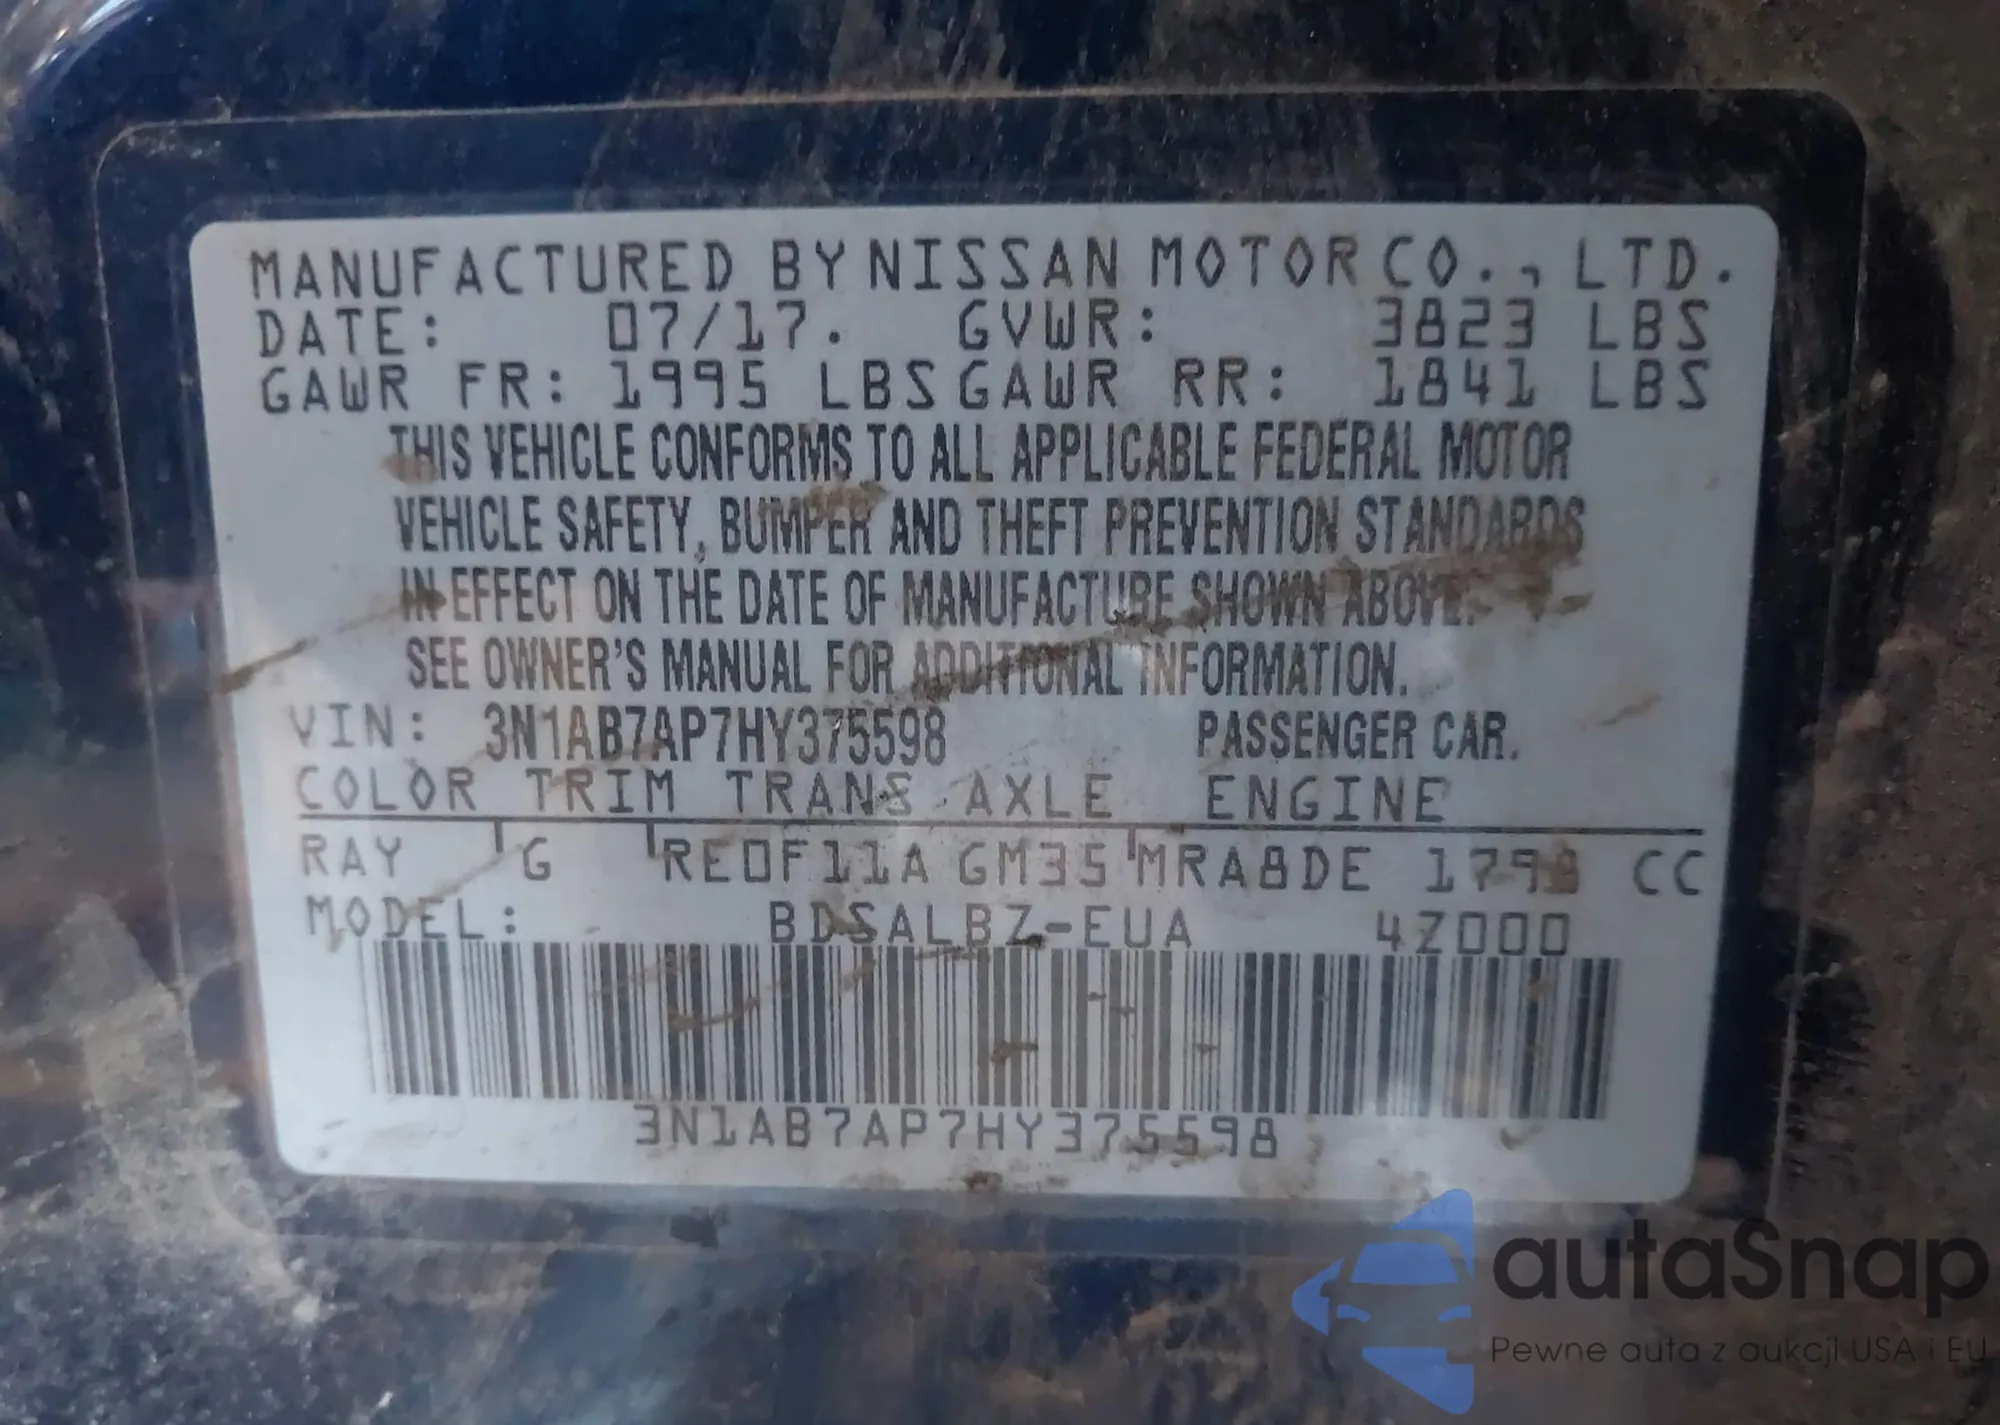 MANUFACTURED BY NISSAN MOTOR CO., LTD.
DATE: 07/17. GVWR: 3823 LBS
GAWR FR: 1995 LBS GAWR RR: 1841 LBS
THIS VEHICLE CONFORMS TO ALL APPLICABLE FEDERAL MOTOR
VEHICLE SAFETY, BUMPER AND THEFT PREVENTION STANDARDS
IN EFFECT ON THE DATE OF MANUFACTURE SHOWN ABOVE.
SEE OWNER'S MANUAL FOR ADDITIONAL INFORMATION.
VIN: 3N1AB7AP7HY375598 PASSENGER CAR.
COLOR TRIM TRANS AXLE ENGINE
RAY G RE0F11A GM35 MRA8DE 1798 CC
MODEL: BDSALBZ-EUA 4Z000
3N1AB7AP7HY375598
autaSnap
Pewne auta z aukcji USA i EU